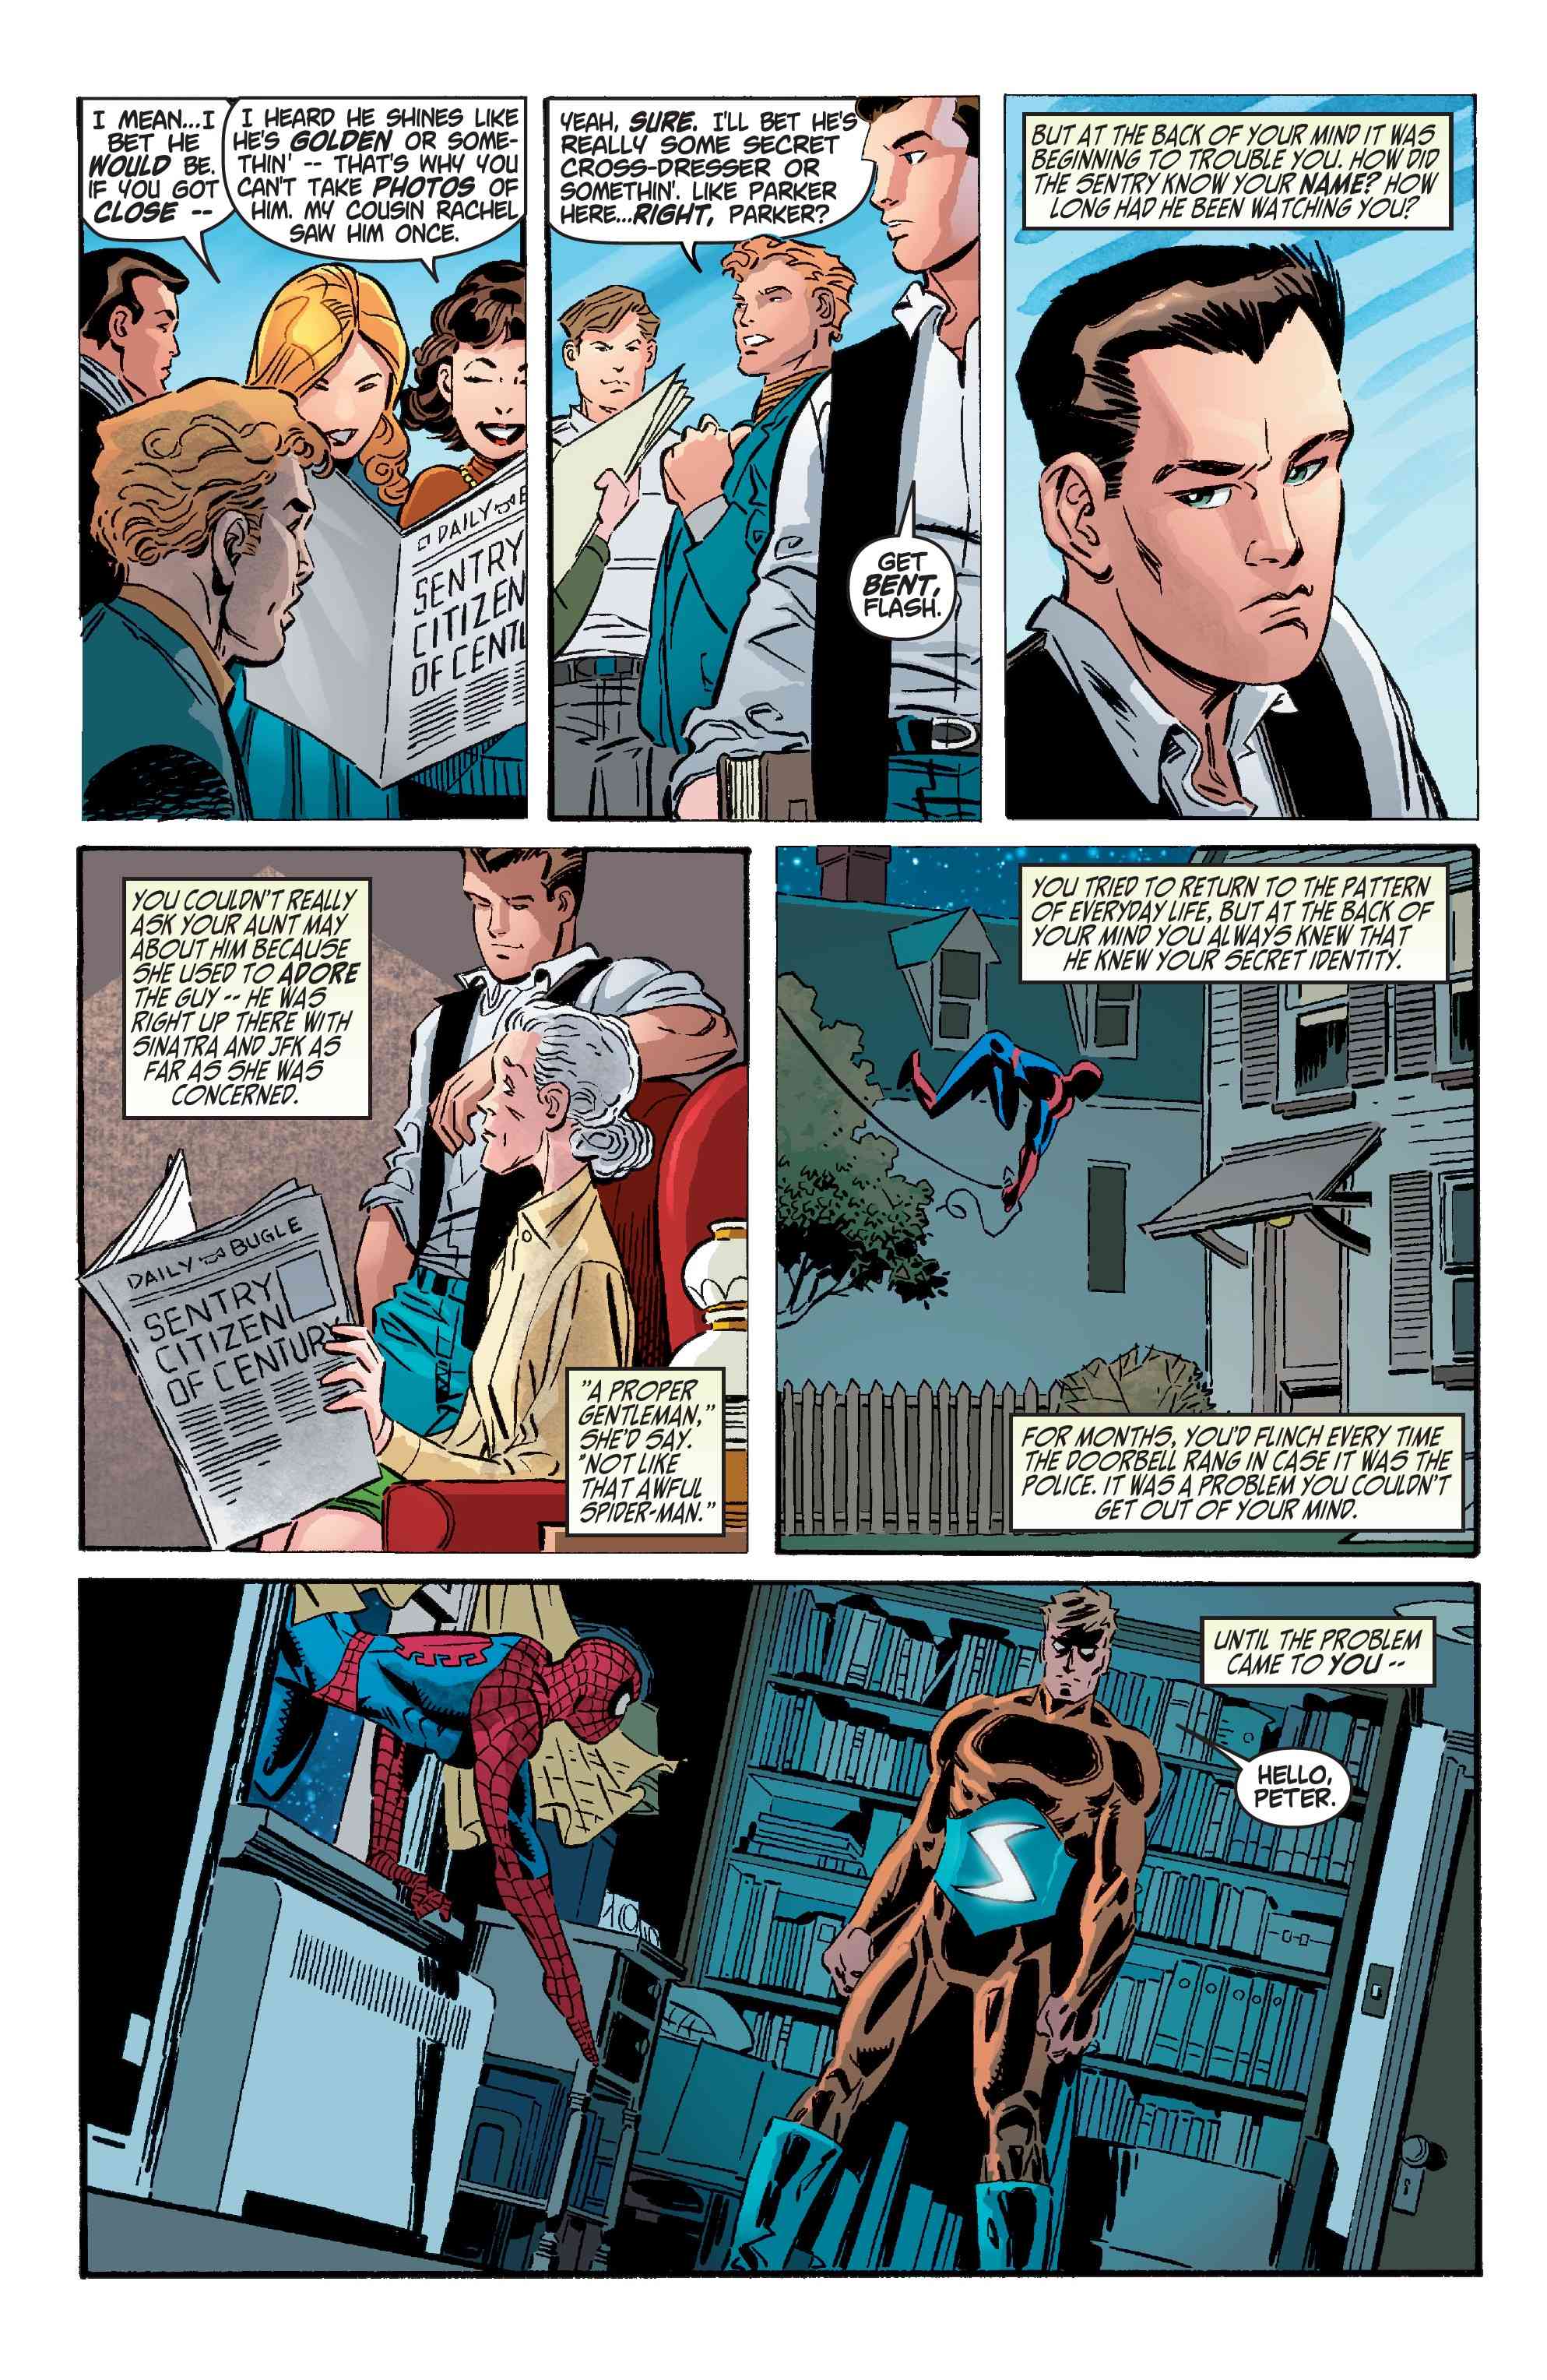 I MEAN...I
BET HE
WOULD BE.
IF YOU GOT
CLOSE --
I HEARD HE SHINES LIKE
HE'S GOLDEN OR SOME-
THIN' -- THAT'S WHY YOU
CAN'T TAKE PHOTOS OF
HIM. MY COUSIN RACHEL
SAW HIM ONCE.
DAILY B
SENTRY
CITIZEN
OF CENTU
YEAH, SURE. I'LL BET HE'S
REALLY SOME SECRET
CROSS-DRESSER OR
SOMETHIN'. LIKE PARKER
HERE...RIGHT, PARKER?
GET
BENT,
FLASH.
BUT AT THE BACK OF YOUR MIND IT WAS
BEGINNING TO TROUBLE YOU. HOW DID
THE SENTRY KNOW YOUR NAME? HOW
LONG HAD HE BEEN WATCHING YOU?
YOU COULDN'T REALLY
ASK YOUR AUNT MAY
ABOUT HIM BECAUSE
SHE USED TO ADORE
THE GUY -- HE WAS
RIGHT UP THERE WITH
SINATRA AND JFK AS
FAR AS SHE WAS
CONCERNED.
DAILY BUGLE
SENTRY
CITIZEN
OF CENTUR
"A PROPER
GENTLEMAN,"
SHE'D SAY.
"NOT LIKE
THAT AWFUL
SPIDER-MAN."
YOU TRIED TO RETURN TO THE PATTERN
OF EVERYDAY LIFE, BUT AT THE BACK OF
YOUR MIND YOU ALWAYS KNEW THAT
HE KNEW YOUR SECRET IDENTITY.
FOR MONTHS, YOU'D FLINCH EVERY TIME
THE DOORBELL RANG IN CASE IT WAS THE
POLICE. IT WAS A PROBLEM YOU COULDN'T
GET OUT OF YOUR MIND.
UNTIL THE PROBLEM
CAME TO YOU --
HELLO,
PETER.
S